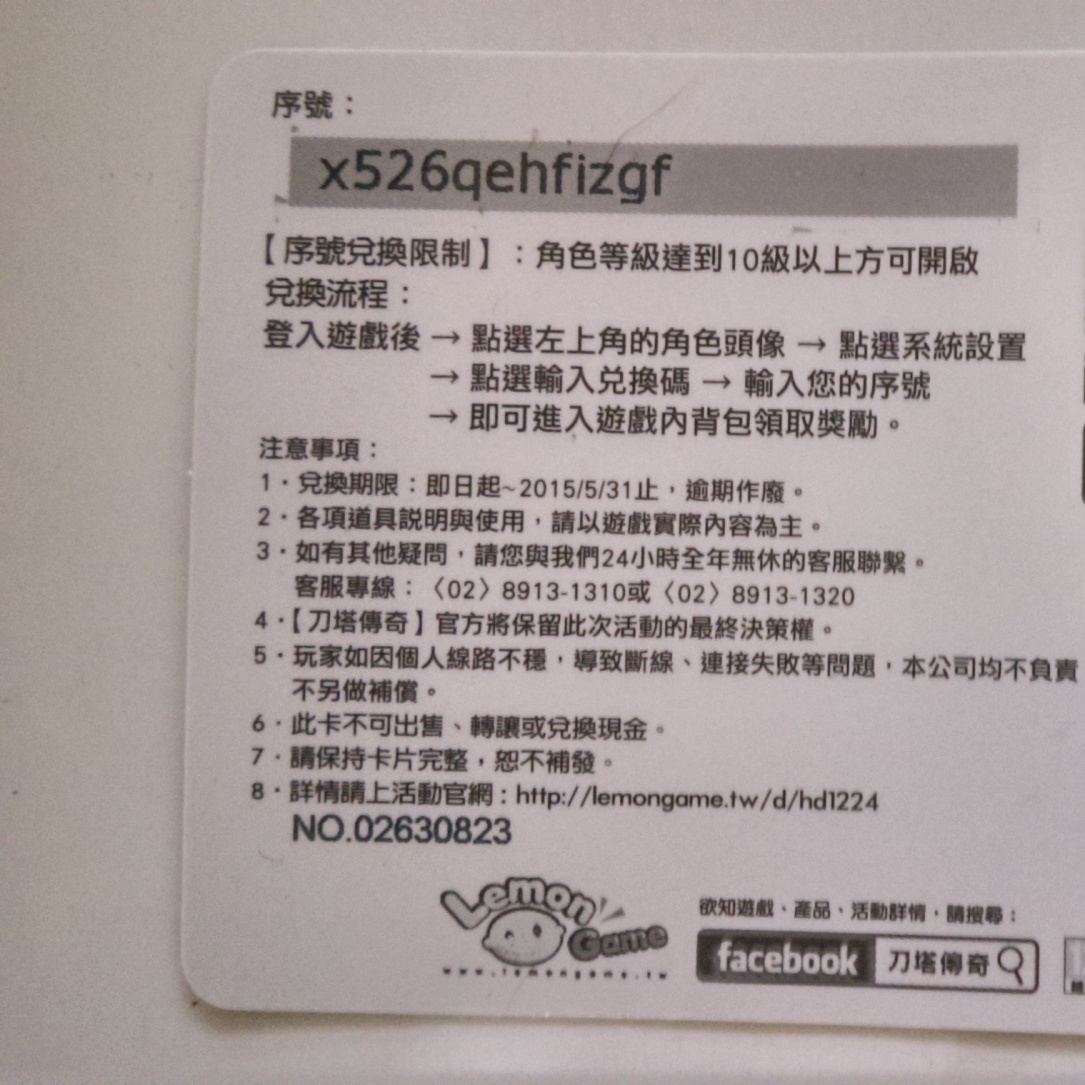 序號：
x526qehfizgf
【序號兌換限制】：角色等級達到10級以上方可開啟
兌換流程：
登入遊戲後 → 點選左上角的角色頭像 → 點選系統設置
→ 點選輸入兌換碼 → 輸入您的序號
→ 即可進入遊戲內背包領取獎勵。
注意事項：
1．兌換期限：即日起~2015/5/31止，逾期作廢。
2．各項道具説明與使用，請以遊戲實際內容為主。
3．如有其他疑問，請您與我們24小時全年無休的客服聯繫。
客服專線：〈02〉8913-1310或〈02〉8913-1320
4．【刀塔傳奇】官方將保留此次活動的最終決策權。
5．玩家如因個人線路不穩，導致斷線、連接失敗等問題，本公司均不負責
不另做補償。
6．此卡不可出售、轉讓或兌換現金。
7．請保持卡片完整，恕不補發。
8．詳情請上活動官網：http://lemongame.tw/d/hd1224
NO.02630823
Lemon Game
www.lemongame.tw
欲知遊戲、產品、活動詳情，請搜尋：
facebook 刀塔傳奇